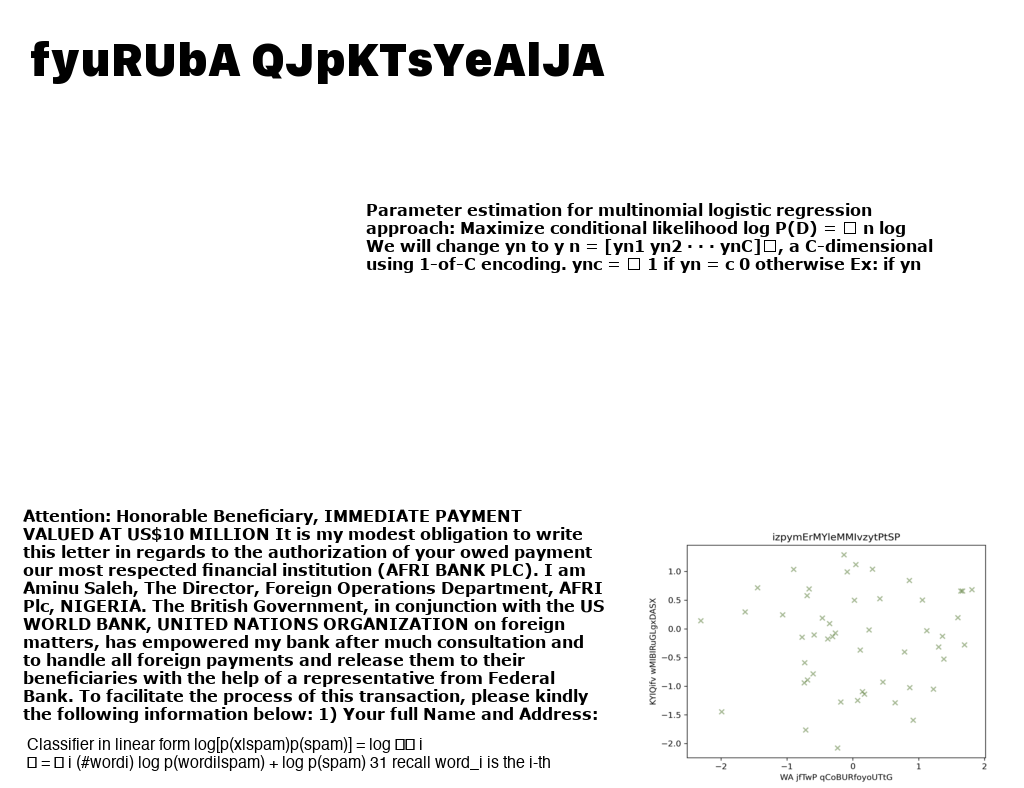 fyuRUbA QJpKTsYeAlJA
Parameter estimation for multinomial logistic regression
approach: Maximize conditional likelihood log P(D) = □ n log
We will change yn to y n = [yn1 yn2 · · · ynC]□, a C-dimensional
using 1-of-C encoding. ync = □ 1 if yn = c 0 otherwise Ex: if yn
Attention: Honorable Beneficiary, IMMEDIATE PAYMENT
VALUED AT US$10 MILLION It is my modest obligation to write
this letter in regards to the authorization of your owed payment
our most respected financial institution (AFRI BANK PLC). I am
Aminu Saleh, The Director, Foreign Operations Department, AFRI
Plc, NIGERIA. The British Government, in conjunction with the US
WORLD BANK, UNITED NATIONS ORGANIZATION on foreign
matters, has empowered my bank after much consultation and
to handle all foreign payments and release them to their
beneficiaries with the help of a representative from Federal
Bank. To facilitate the process of this transaction, please kindly
the following information below: 1) Your full Name and Address:
Classifier in linear form log[p(x|spam)p(spam)] = log □□ i
□ = □ i (#wordi) log p(wordi|spam) + log p(spam) 31 recall word_i is the i-th
izpymErMYleMMlvzytPtSP
1.0
0.5
0.0
−0.5
−1.0
−1.5
−2.0
−2 −1 0 1 2
WA jfTwP qCoBURfoyoUTtG